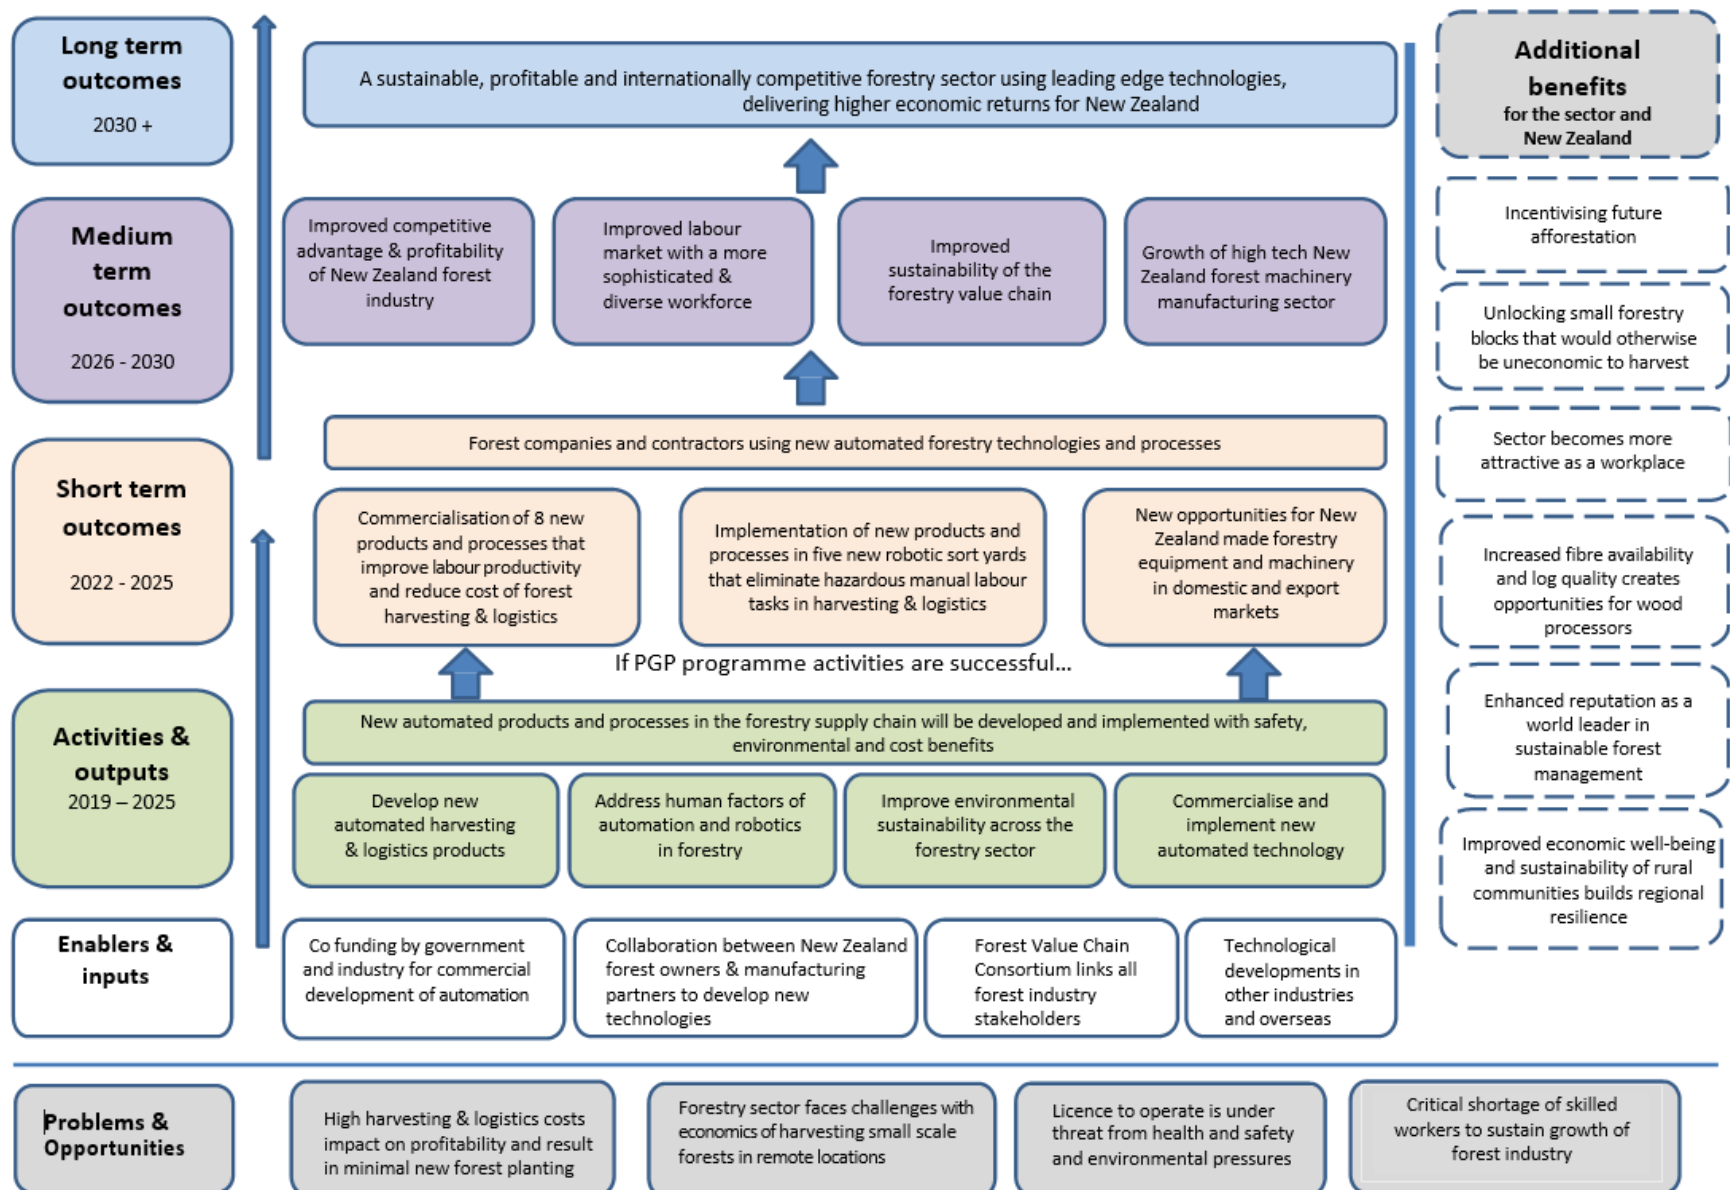 Long term
outcomes
2030 +
A sustainable, profitable and internationally competitive forestry sector using leading edge technologies,
delivering higher economic returns for New Zealand
Medium
term
outcomes
2026 - 2030
Improved competitive
advantage & profitability
of New Zealand forest
industry
Improved labour
market with a more
sophisticated &
diverse workforce
Improved
sustainability of the
forestry value chain
Growth of high tech New
Zealand forest machinery
manufacturing sector
Short term
outcomes
2022 - 2025
Forest companies and contractors using new automated forestry technologies and processes
Commercialisation of 8 new
products and processes that
improve labour productivity
and reduce cost of forest
harvesting & logistics
Implementation of new products and
processes in five new robotic sort yards
that eliminate hazardous manual labour
tasks in harvesting & logistics
New opportunities for New
Zealand made forestry
equipment and machinery
in domestic and export
markets
If PGP programme activities are successful...
Activities &
outputs
2019 – 2025
New automated products and processes in the forestry supply chain will be developed and implemented with safety,
environmental and cost benefits
Develop new
automated harvesting
& logistics products
Address human factors of
automation and robotics
in forestry
Improve environmental
sustainability across the
forestry sector
Commercialise and
implement new
automated technology
Enablers &
inputs
Co funding by government
and industry for commercial
development of automation
Collaboration between New Zealand
forest owners & manufacturing
partners to develop new
technologies
Forest Value Chain
Consortium links all
forest industry
stakeholders
Technological
developments in
other industries
and overseas
Problems &
Opportunities
High harvesting & logistics costs
impact on profitability and result
in minimal new forest planting
Forestry sector faces challenges with
economics of harvesting small scale
forests in remote locations
Licence to operate is under
threat from health and safety
and environmental pressures
Critical shortage of skilled
workers to sustain growth of
forest industry
Additional
benefits
for the sector and
New Zealand
Incentivising future
afforestation
Unlocking small forestry
blocks that would otherwise
be uneconomic to harvest
Sector becomes more
attractive as a workplace
Increased fibre availability
and log quality creates
opportunities for wood
processors
Enhanced reputation as a
world leader in
sustainable forest
management
Improved economic well-being
and sustainability of rural
communities builds regional
resilience